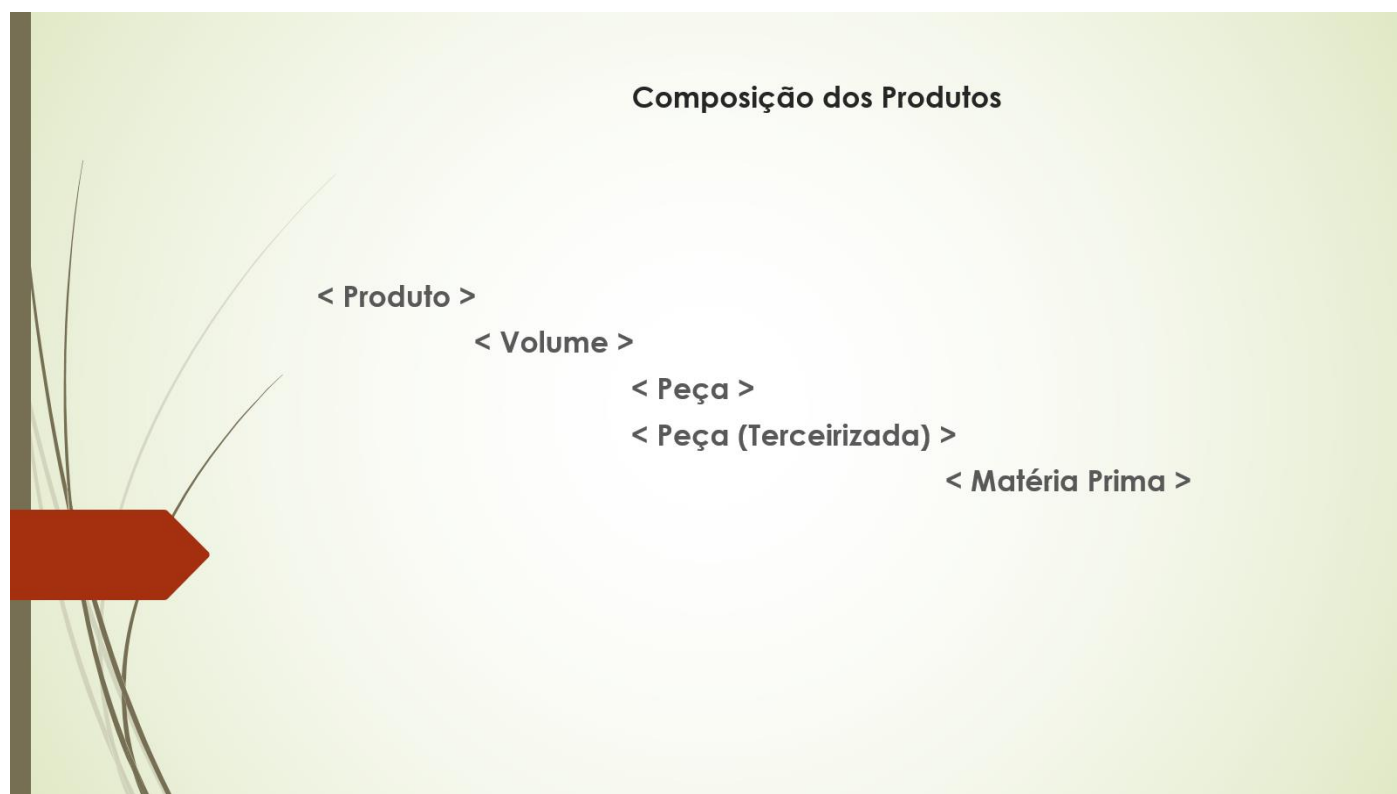 Composição dos Produtos
< Produto >
< Volume >
< Peça >
< Peça (Terceirizada) >
< Matéria Prima >